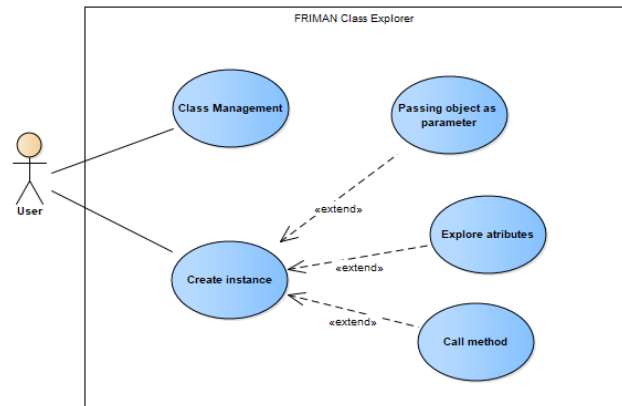 FRIMAN Class Explorer
Class Management
Passing object as
parameter
User
«extend»
Explore atributes
«extend»
Create instance
«extend»
Call method